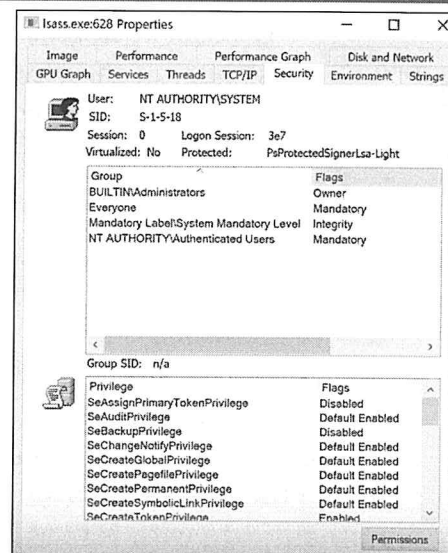 lsass.exe:628 Properties
Image Performance Performance Graph Disk and Network
GPU Graph Services Threads TCP/IP Security Environment Strings
User: NT AUTHORITY\SYSTEM
SID: S-1-5-18
Session: 0 Logon Session: 3e7
Virtualized: No Protected: PsProtectedSignerLsa-Light
Group Flags
BUILTIN\Administrators Owner
Everyone Mandatory
Mandatory Label\System Mandatory Level Integrity
NT AUTHORITY\Authenticated Users Mandatory
Group SID: n/a
Privilege Flags
SeAssignPrimaryTokenPrivilege Disabled
SeAuditPrivilege Default Enabled
SeBackupPrivilege Disabled
SeChangeNotifyPrivilege Default Enabled
SeCreateGlobalPrivilege Default Enabled
SeCreatePagefilePrivilege Default Enabled
SeCreatePermanentPrivilege Default Enabled
SeCreateSymbolicLinkPrivilege Default Enabled
SeCreateTokenPrivilege Enabled
Permissions